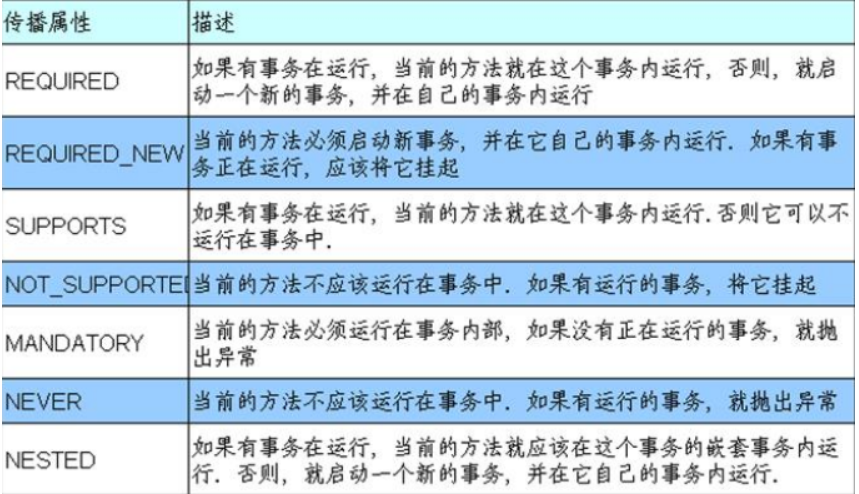 传播属性 描述
REQUIRED 如果有事务在运行，当前的方法就在这个事务内运行，否则，就启
动一个新的事务，并在自己的事务内运行
REQUIRED_NEW 当前的方法必须启动新事务，并在它自己的事务内运行．如果有事
务正在运行，应该将它挂起
SUPPORTS 如果有事务在运行，当前的方法就在这个事务内运行．否则它可以不
运行在事务中．
NOT_SUPPORTED 当前的方法不应该运行在事务中．如果有运行的事务，将它挂起
MANDATORY 当前的方法必须运行在事务内部，如果没有正在运行的事务，就抛
出异常
NEVER 当前的方法不应该运行在事务中．如果有运行的事务，就抛出异常
NESTED 如果有事务在运行，当前的方法就应该在这个事务的嵌套事务内运
行．否则，就启动一个新的事务，并在它自己的事务内运行．